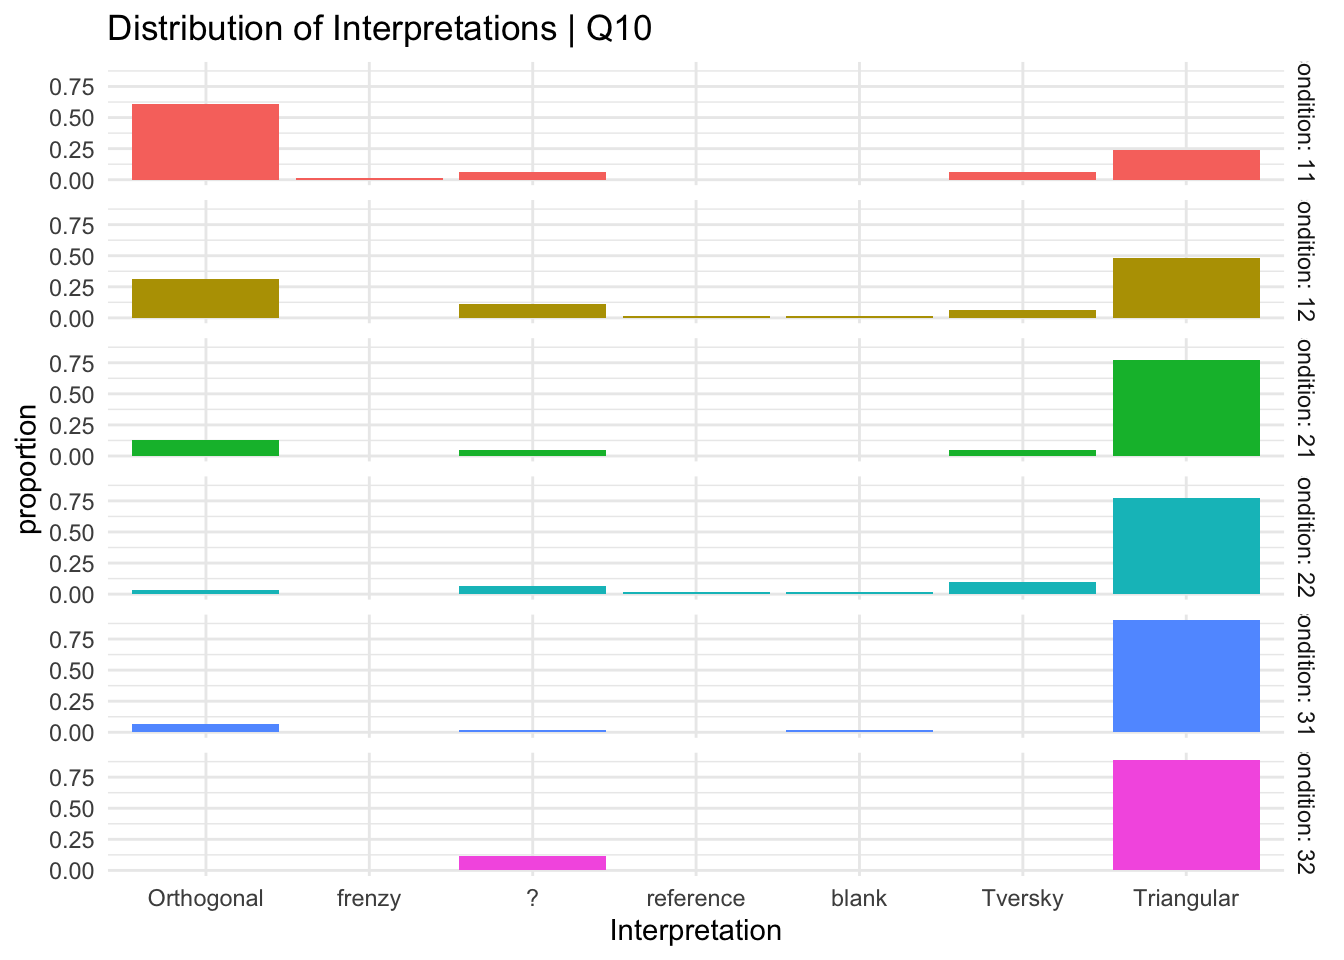 Distribution of Interpretations | Q10
proportion
0.75
0.50
0.25
0.00
ondition: 11
0.75
0.50
0.25
0.00
ondition: 12
0.75
0.50
0.25
0.00
ondition: 21
0.75
0.50
0.25
0.00
ondition: 22
0.75
0.50
0.25
0.00
ondition: 31
0.75
0.50
0.25
0.00
ondition: 32
Orthogonal frenzy ? reference blank Tversky Triangular
Interpretation